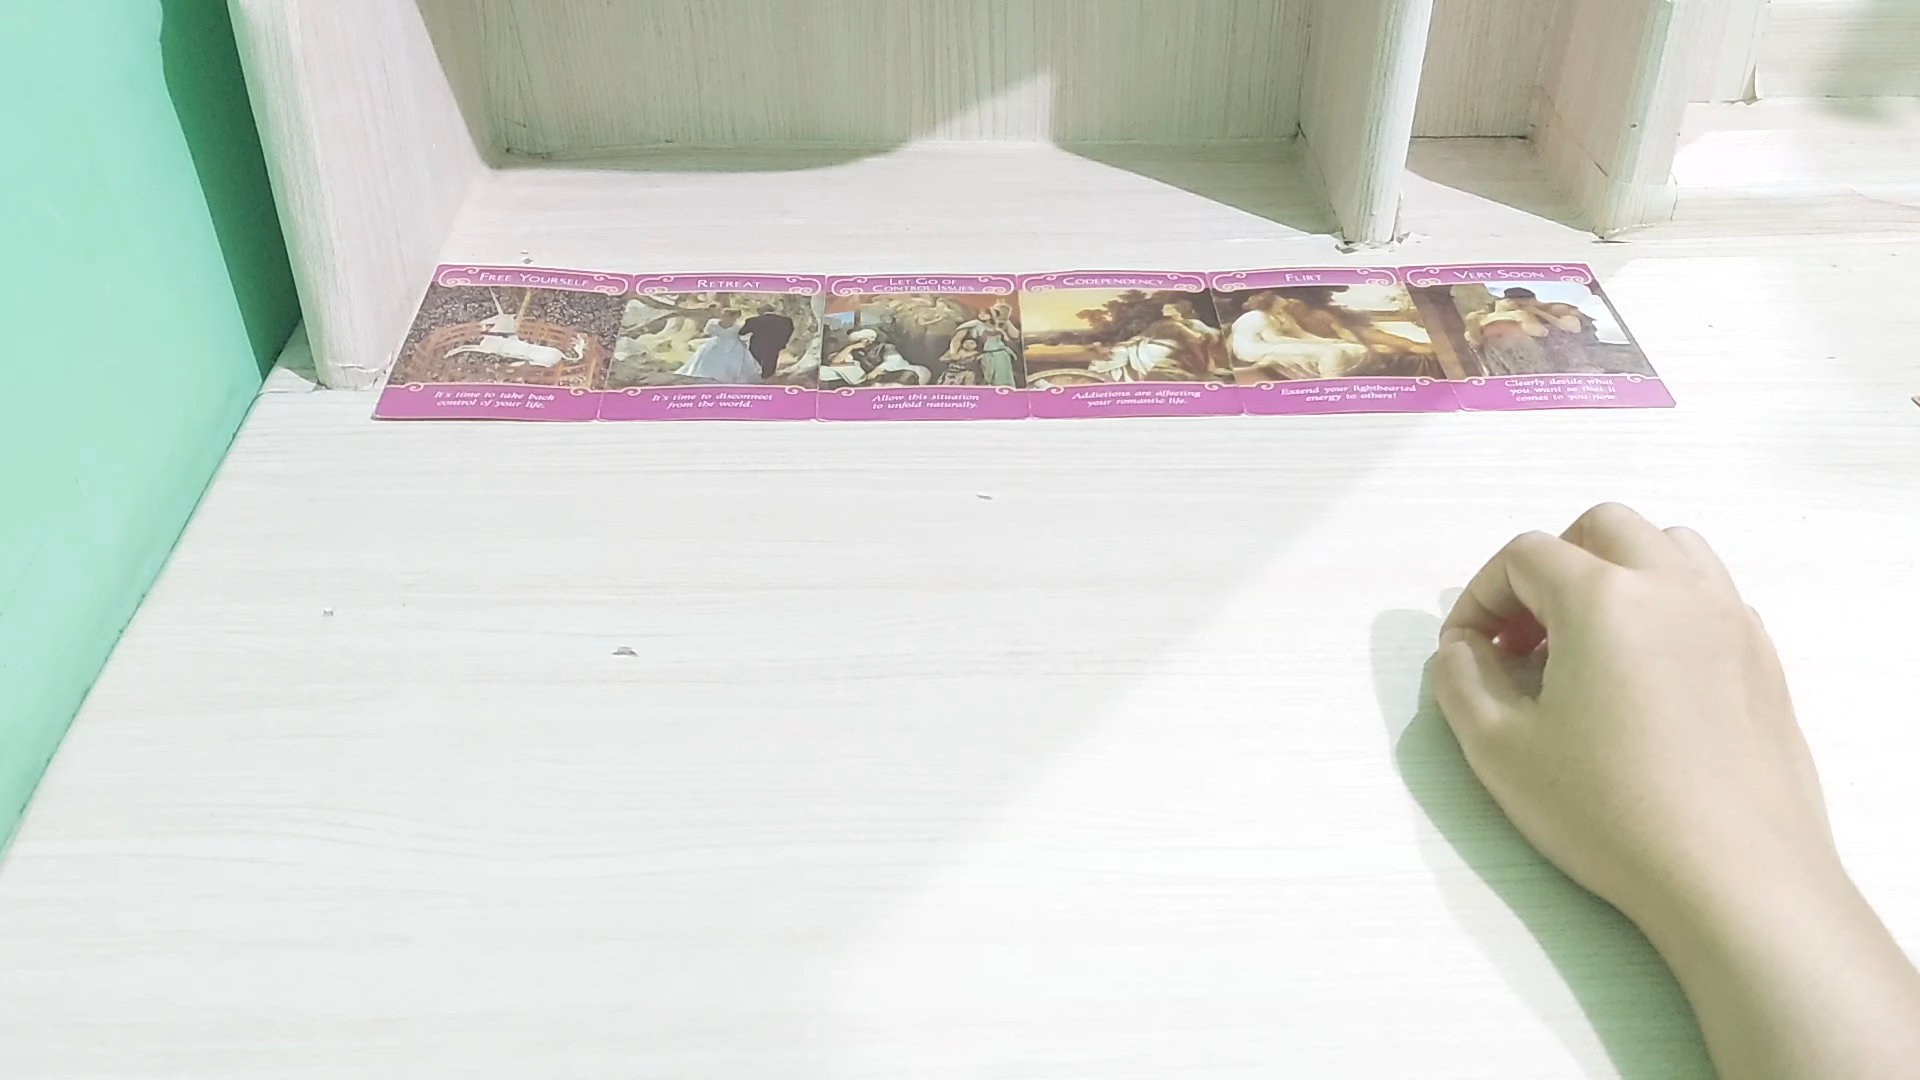 FREE YOURSELF
It's time to take back
control of your life.
RETREAT
It's time to disconnect
from the world.
LET GO OF
CONTROL ISSUES
Allow this situation
to unfold naturally.
CODEPENDENCY
Addictions are affecting
your romantic life.
FLIRT
Extend your lighthearted
energy to others!
VERY SOON
Clearly decide what
you want so that it
comes to you now